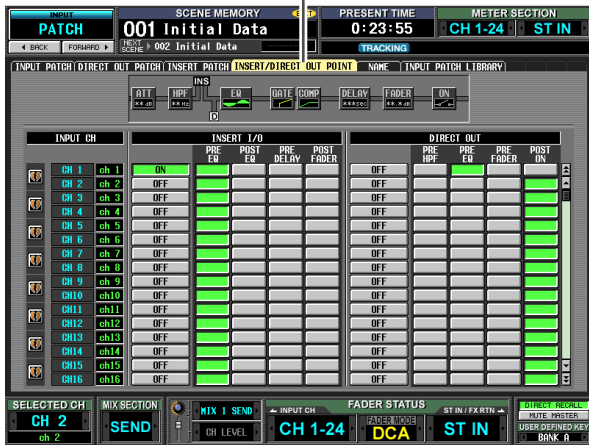 INPUT
PATCH
BACK
FORWARD
SCENE MEMORY
EDIT
001 Initial Data
NEXT SCENE
002 Initial Data
PRESENT TIME
0:23:55
TRACKING
METER SECTION
CH 1-24
ST IN
INPUT PATCH
DIRECT OUT PATCH
INSERT PATCH
INSERT/DIRECT OUT POINT
NAME
INPUT PATCH LIBRARY
INS
ATT
HPF
EQ
GATE
COMP
DELAY
FADER
ON
**dB
**Hz
***sec
**.*dB
D
INPUT CH
INSERT I/O
DIRECT OUT
PRE EQ
POST EQ
PRE DELAY
POST FADER
PRE HPF
PRE EQ
PRE FADER
POST ON
CH 1 ch 1 ON OFF
CH 2 ch 2 OFF OFF
CH 3 ch 3 OFF OFF
CH 4 ch 4 OFF OFF
CH 5 ch 5 OFF OFF
CH 6 ch 6 OFF OFF
CH 7 ch 7 OFF OFF
CH 8 ch 8 OFF OFF
CH 9 ch 9 OFF OFF
CH10 ch10 OFF OFF
CH11 ch11 OFF OFF
CH12 ch12 OFF OFF
CH13 ch13 OFF OFF
CH14 ch14 OFF OFF
CH15 ch15 OFF OFF
CH16 ch16 OFF OFF
SELECTED CH
CH 2
ch 2
MIX SECTION
SEND
MIX 1 SEND
CH LEVEL
FADER STATUS
INPUT CH
CH 1-24
FADER MODE
DCA
ST IN / FX RTN
ST IN
DIRECT RECALL
MUTE MASTER
USER DEFINED KEY
BANK A